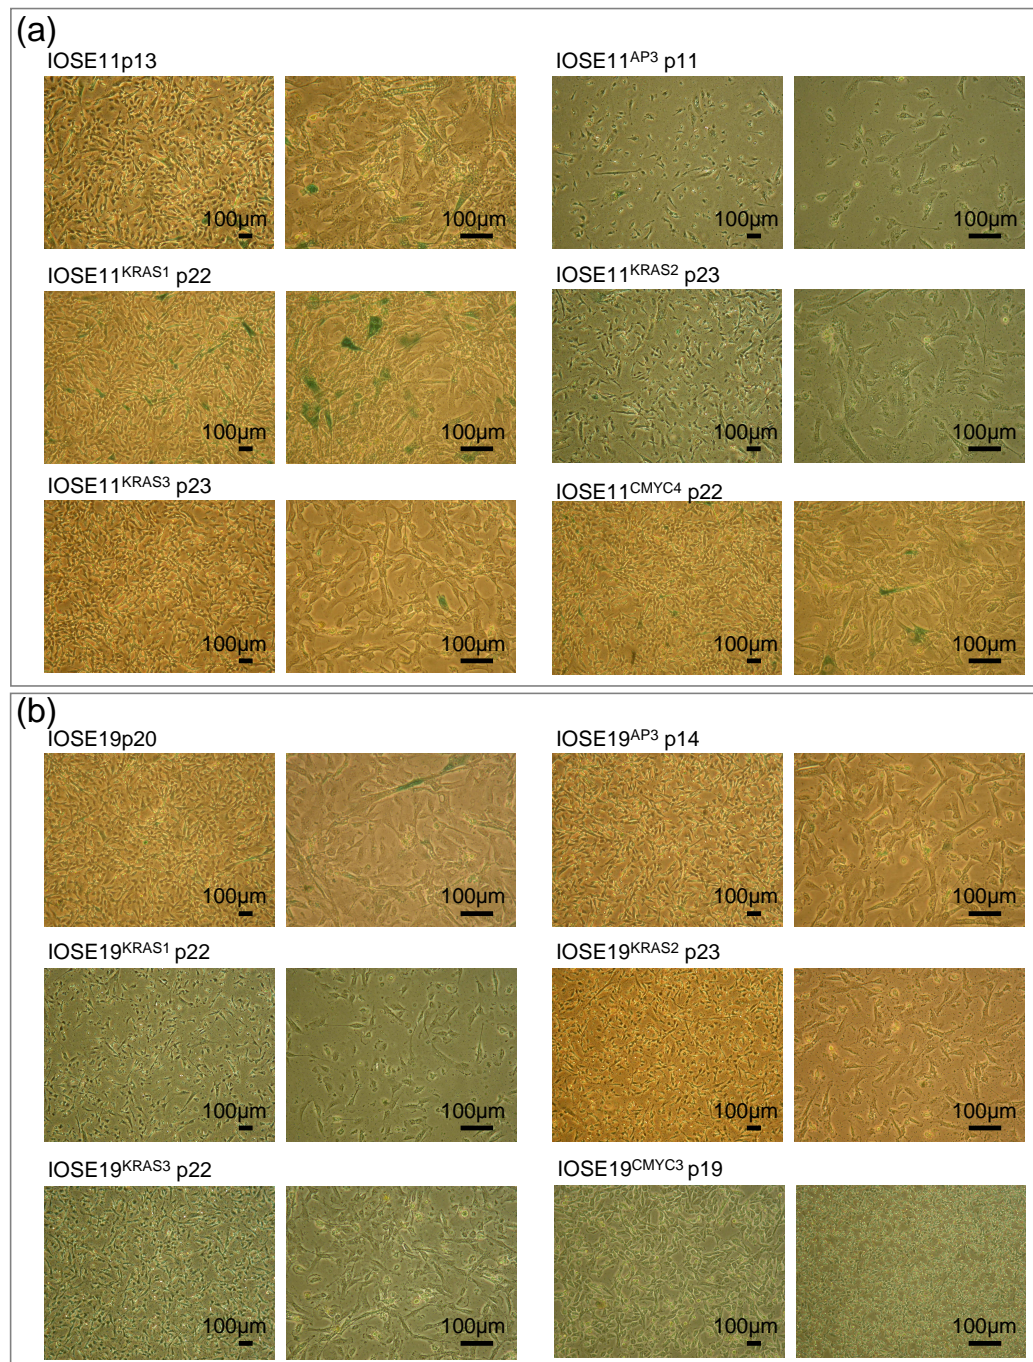 (a)
IOSE11p13
IOSE11AP3 p11
100µm
100µm
100µm
100µm
IOSE11KRAS1 p22
IOSE11KRAS2 p23
100µm
100µm
100µm
100µm
IOSE11KRAS3 p23
IOSE11CMYC4 p22
100µm
100µm
100µm
100µm
(b)
IOSE19p20
IOSE19AP3 p14
100µm
100µm
100µm
100µm
IOSE19KRAS1 p22
IOSE19KRAS2 p23
100µm
100µm
100µm
100µm
IOSE19KRAS3 p22
IOSE19CMYC3 p19
100µm
100µm
100µm
100µm